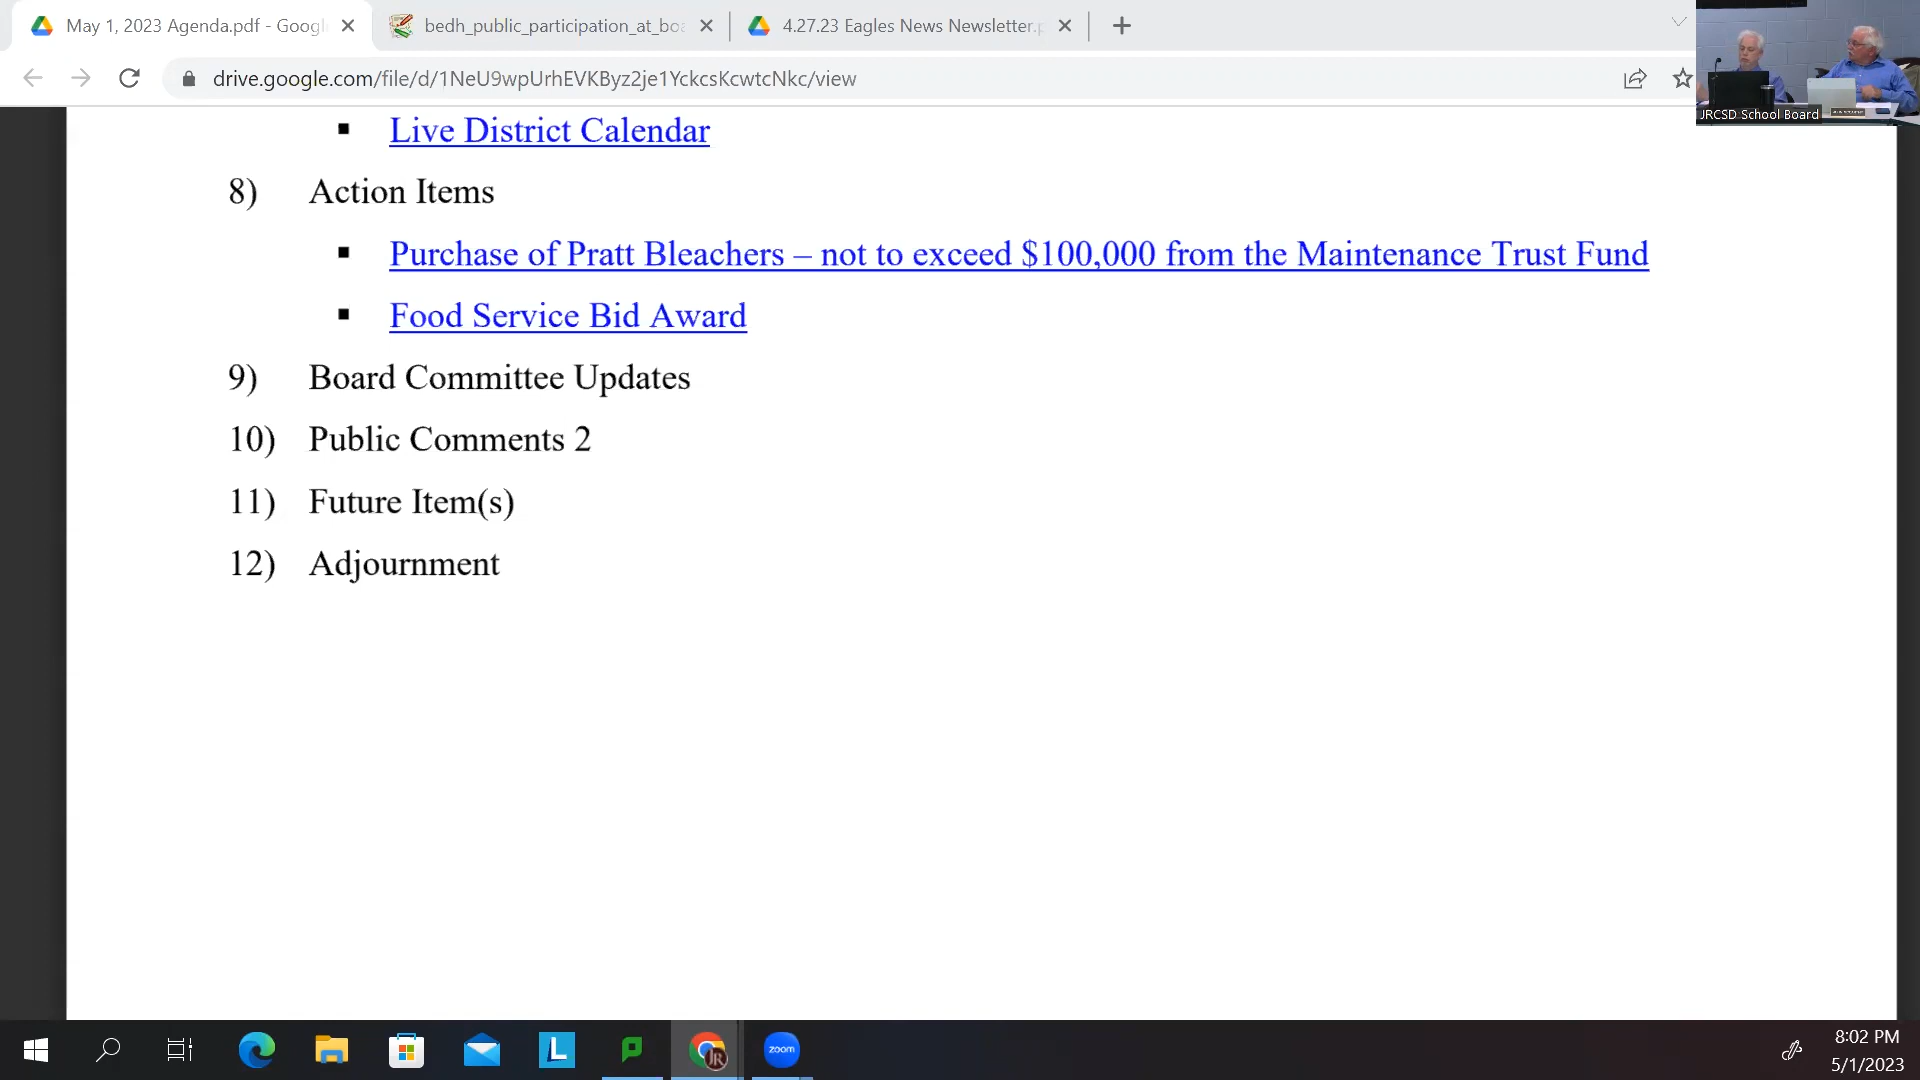 May 1, 2023 Agenda.pdf - Googl
bedh_public_participation_at_boa
4.27.23 Eagles News Newsletter.p
drive.google.com/file/d/1NeU9wpUrhEVKByz2je1YckcsKcwtcNkc/view
JRCSD School Board
▪ Live District Calendar
8) Action Items
▪ Purchase of Pratt Bleachers – not to exceed $100,000 from the Maintenance Trust Fund
▪ Food Service Bid Award
9) Board Committee Updates
10) Public Comments 2
11) Future Item(s)
12) Adjournment
L
JR
zoom
8:02 PM
5/1/2023